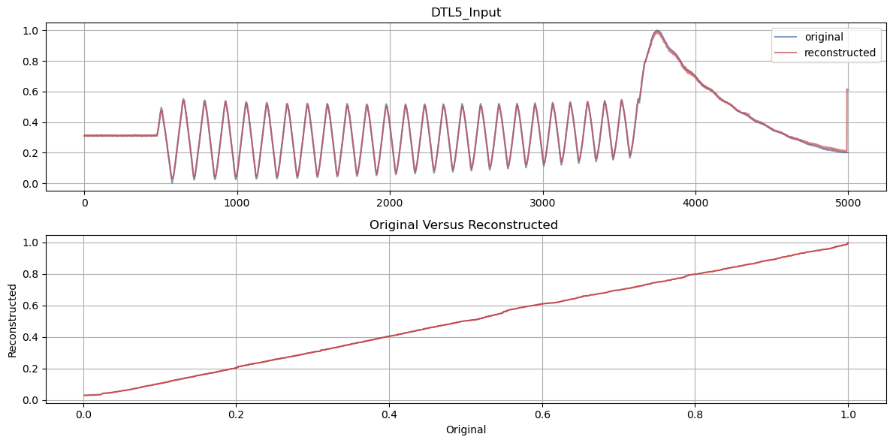 DTL5_Input
1.0
0.8
0.6
0.4
0.2
0.0
original
reconstructed
0 1000 2000 3000 4000 5000
Original Versus Reconstructed
Reconstructed
1.0
0.8
0.6
0.4
0.2
0.0
0.0 0.2 0.4 0.6 0.8 1.0
Original